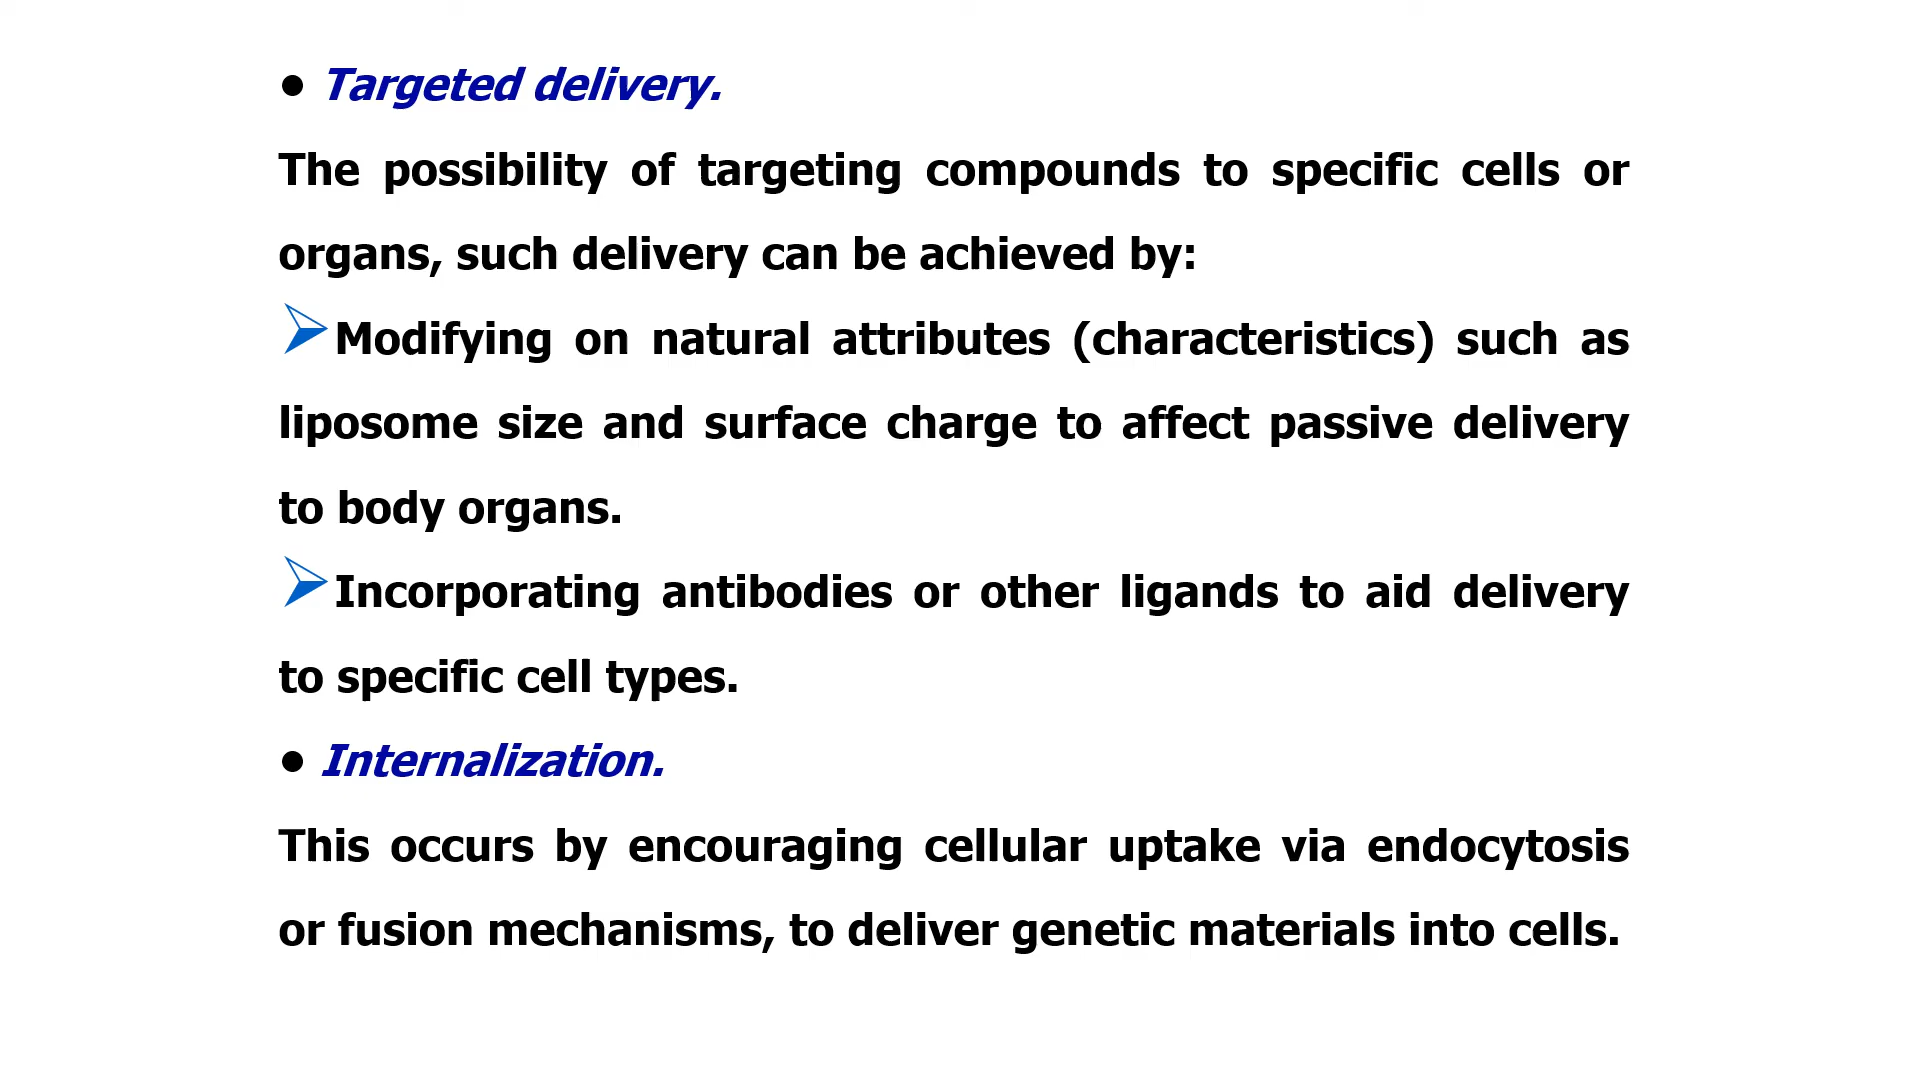 • Targeted delivery.
The possibility of targeting compounds to specific cells or
organs, such delivery can be achieved by:
➢Modifying on natural attributes (characteristics) such as
liposome size and surface charge to affect passive delivery
to body organs.
➢Incorporating antibodies or other ligands to aid delivery
to specific cell types.
• Internalization.
This occurs by encouraging cellular uptake via endocytosis
or fusion mechanisms, to deliver genetic materials into cells.